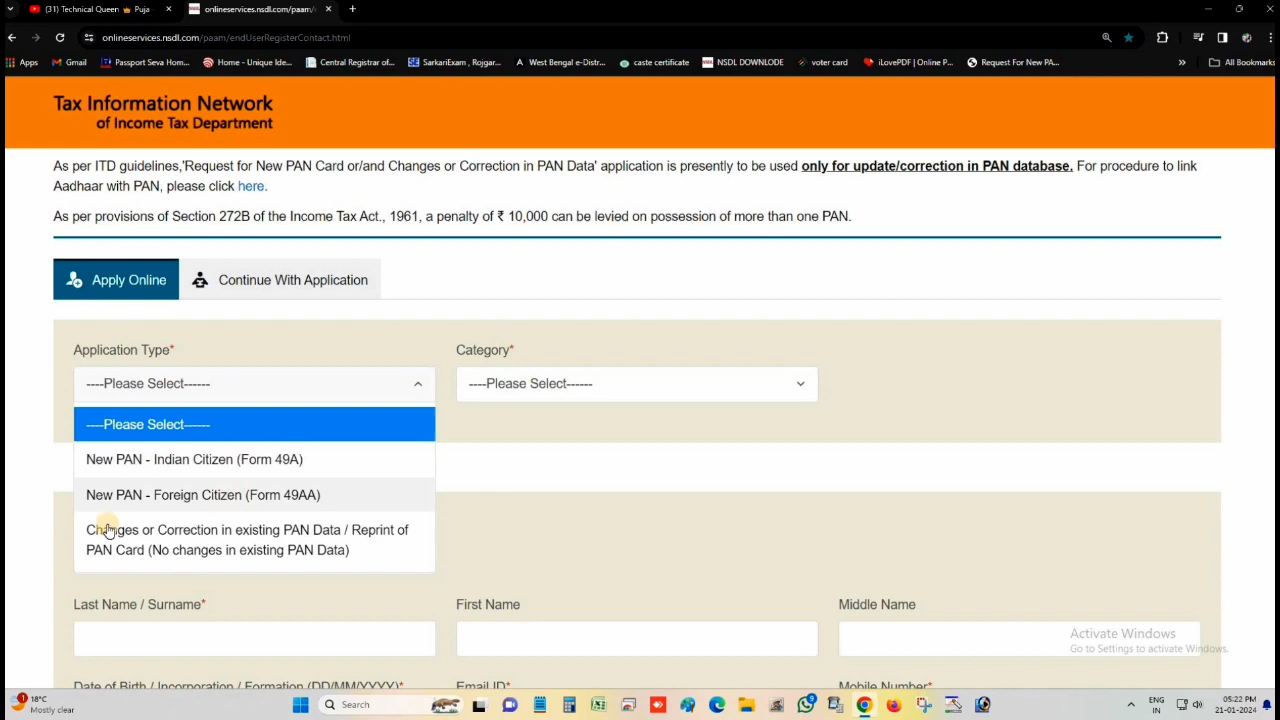 (31) Technical Queen 👑 Puja
onlineservices.nsdl.com/paam/
onlineservices.nsdl.com/paam/endUserRegisterContact.html
Apps
Gmail
Passport Seva Hom...
Home - Unique Ide...
Central Registrar of...
SarkariExam , Rojgar...
West Bengal e-Distr...
caste certificate
NSDL DOWNLODE
voter card
iLovePDF | Online P...
Request For New PA...
»
All Bookmarks
Tax Information Network
of Income Tax Department
As per ITD guidelines,'Request for New PAN Card or/and Changes or Correction in PAN Data' application is presently to be used only for update/correction in PAN database. For procedure to link
Aadhaar with PAN, please click here.
As per provisions of Section 272B of the Income Tax Act., 1961, a penalty of ₹ 10,000 can be levied on possession of more than one PAN.
Apply Online
Continue With Application
Application Type*
Category*
----Please Select------
----Please Select------
----Please Select------
New PAN - Indian Citizen (Form 49A)
New PAN - Foreign Citizen (Form 49AA)
Changes or Correction in existing PAN Data / Reprint of
PAN Card (No changes in existing PAN Data)
Last Name / Surname*
First Name
Middle Name
Activate Windows
Go to Settings to activate Windows.
Date of Birth / Incorporation / Formation (DD/MM/YYYY)*
Email ID*
Mobile Number*
1
18°C
Mostly clear
Search
9
ENG
IN
05:22 PM
21-01-2024